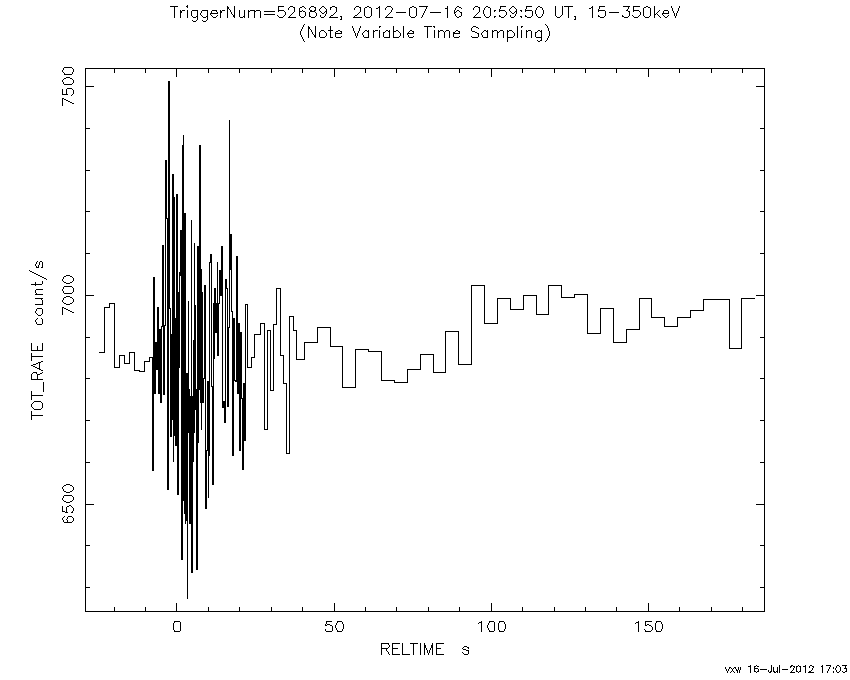 TriggerNum=526892, 2012-07-16 20:59:50 UT, 15-350keV
(Note Variable Time Sampling)
TOT_RATE count/s
7500
7000
6500
0 50 100 150
RELTIME s
vxw 16-Jul-2012 17:03